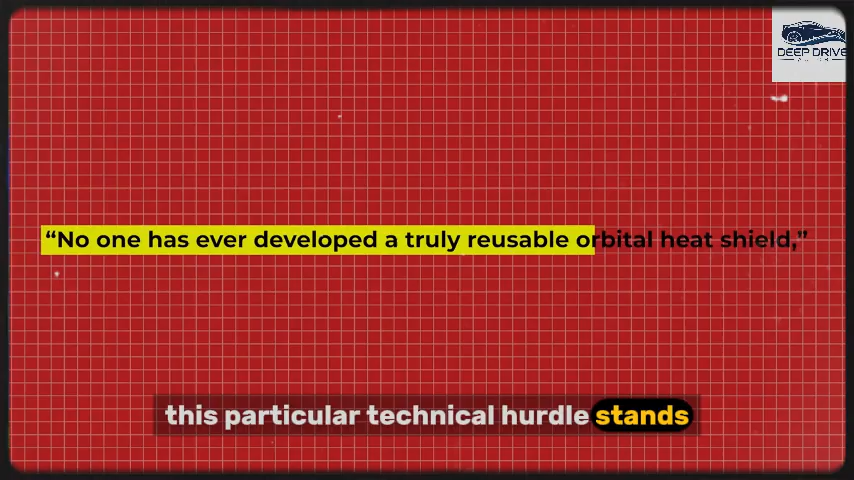 DEEP DRIVE
“No one has ever developed a truly reusable orbital heat shield,”
this particular technical hurdle stands